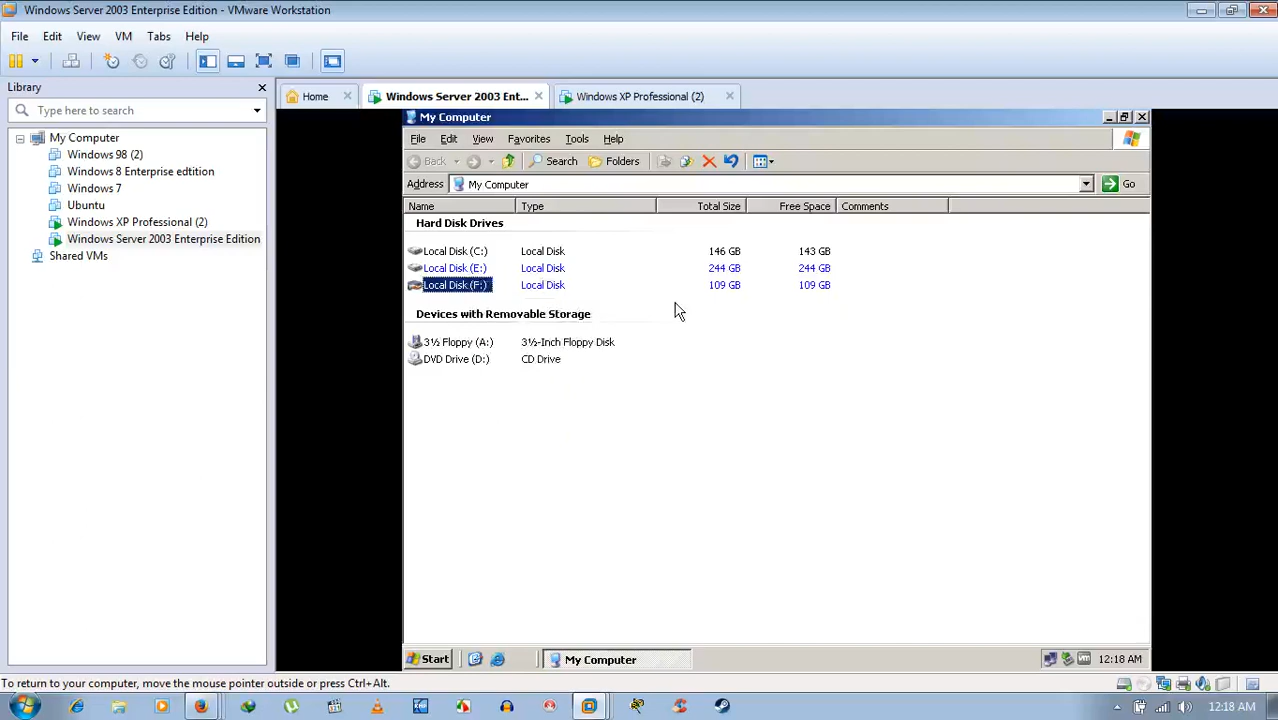 Windows Server 2003 Enterprise Edition - VMware Workstation
File Edit View VM Tabs Help
Library
Type here to search
My Computer
Windows 98 (2)
Windows 8 Enterprise edtition
Windows 7
Ubuntu
Windows XP Professional (2)
Windows Server 2003 Enterprise Edition
Shared VMs
Home Windows Server 2003 Ent... Windows XP Professional (2)
My Computer
File Edit View Favorites Tools Help
Back Search Folders
Address My Computer Go
Name Type Total Size Free Space Comments
Hard Disk Drives
Local Disk (C:) Local Disk 146 GB 143 GB
Local Disk (E:) Local Disk 244 GB 244 GB
Local Disk (F:) Local Disk 109 GB 109 GB
Devices with Removable Storage
3½ Floppy (A:) 3½-Inch Floppy Disk
DVD Drive (D:) CD Drive
Start My Computer 12:18 AM
To return to your computer, move the mouse pointer outside or press Ctrl+Alt.
12:18 AM